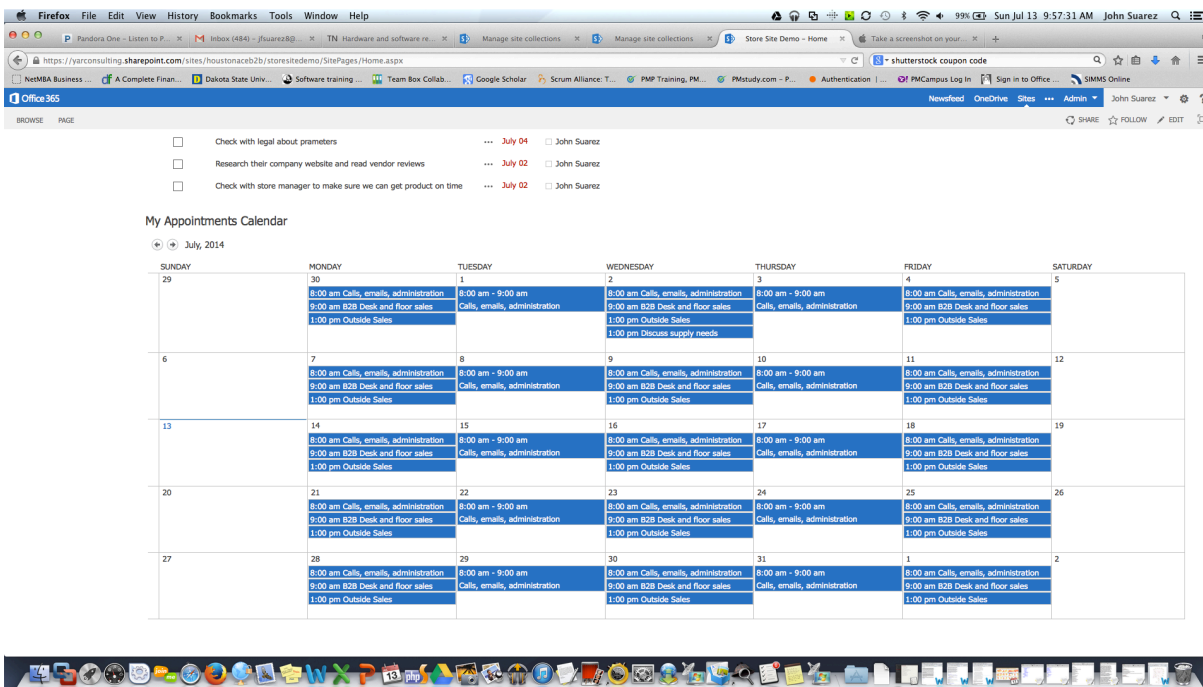 Firefox File Edit View History Bookmarks Tools Window Help 99% Sun Jul 13 9:57:31 AM John Suarez
Pandora One – Listen to P... Inbox (484) – jfsuarez8@... TN Hardware and software re... Manage site collections Manage site collections Store Site Demo – Home Take a screenshot on your...
https://yarconsulting.sharepoint.com/sites/houstonaceb2b/storesitedemo/SitePages/Home.aspx shutterstock coupon code
NetMBA Business ... A Complete Finan... Dakota State Univ... Software training ... Team Box Collab... Google Scholar Scrum Alliance: T... PMP Training, PM... PMstudy.com – P... Authentication | ... PMCampus Log In Sign in to Office ... SIMMS Online
Office 365 Newsfeed OneDrive Sites ... Admin John Suarez ?
BROWSE PAGE SHARE FOLLOW EDIT
Check with legal about prameters ... July 04 John Suarez
Research their company website and read vendor reviews ... July 02 John Suarez
Check with store manager to make sure we can get product on time ... July 02 John Suarez
My Appointments Calendar
July, 2014
SUNDAY MONDAY TUESDAY WEDNESDAY THURSDAY FRIDAY SATURDAY
29 30 1 2 3 4 5
8:00 am Calls, emails, administration 8:00 am - 9:00 am 8:00 am Calls, emails, administration 8:00 am - 9:00 am 8:00 am Calls, emails, administration
9:00 am B2B Desk and floor sales Calls, emails, administration 9:00 am B2B Desk and floor sales Calls, emails, administration 9:00 am B2B Desk and floor sales
1:00 pm Outside Sales 1:00 pm Outside Sales 1:00 pm Outside Sales
1:00 pm Discuss supply needs
6 7 8 9 10 11 12
8:00 am Calls, emails, administration 8:00 am - 9:00 am 8:00 am Calls, emails, administration 8:00 am - 9:00 am 8:00 am Calls, emails, administration
9:00 am B2B Desk and floor sales Calls, emails, administration 9:00 am B2B Desk and floor sales Calls, emails, administration 9:00 am B2B Desk and floor sales
1:00 pm Outside Sales 1:00 pm Outside Sales 1:00 pm Outside Sales
13 14 15 16 17 18 19
8:00 am Calls, emails, administration 8:00 am - 9:00 am 8:00 am Calls, emails, administration 8:00 am - 9:00 am 8:00 am Calls, emails, administration
9:00 am B2B Desk and floor sales Calls, emails, administration 9:00 am B2B Desk and floor sales Calls, emails, administration 9:00 am B2B Desk and floor sales
1:00 pm Outside Sales 1:00 pm Outside Sales 1:00 pm Outside Sales
20 21 22 23 24 25 26
8:00 am Calls, emails, administration 8:00 am - 9:00 am 8:00 am Calls, emails, administration 8:00 am - 9:00 am 8:00 am Calls, emails, administration
9:00 am B2B Desk and floor sales Calls, emails, administration 9:00 am B2B Desk and floor sales Calls, emails, administration 9:00 am B2B Desk and floor sales
1:00 pm Outside Sales 1:00 pm Outside Sales 1:00 pm Outside Sales
27 28 29 30 31 1 2
8:00 am Calls, emails, administration 8:00 am - 9:00 am 8:00 am Calls, emails, administration 8:00 am - 9:00 am 8:00 am Calls, emails, administration
9:00 am B2B Desk and floor sales Calls, emails, administration 9:00 am B2B Desk and floor sales Calls, emails, administration 9:00 am B2B Desk and floor sales
1:00 pm Outside Sales 1:00 pm Outside Sales 1:00 pm Outside Sales
13 php